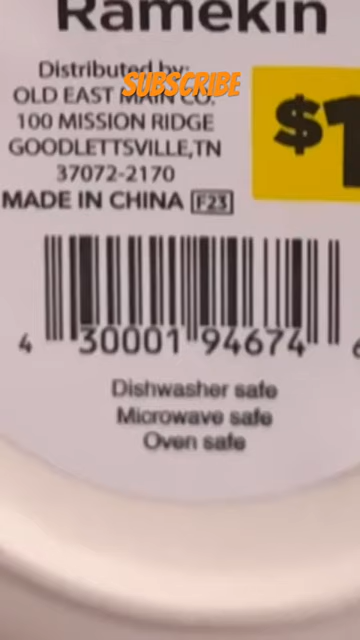 Ramekin
Distributed by:
SUBSCRIBE
OLD EAST MAIN CO.
100 MISSION RIDGE
GOODLETTSVILLE,TN
37072-2170
MADE IN CHINA F23
$1
4 30001 94674 6
Dishwasher safe
Microwave safe
Oven safe